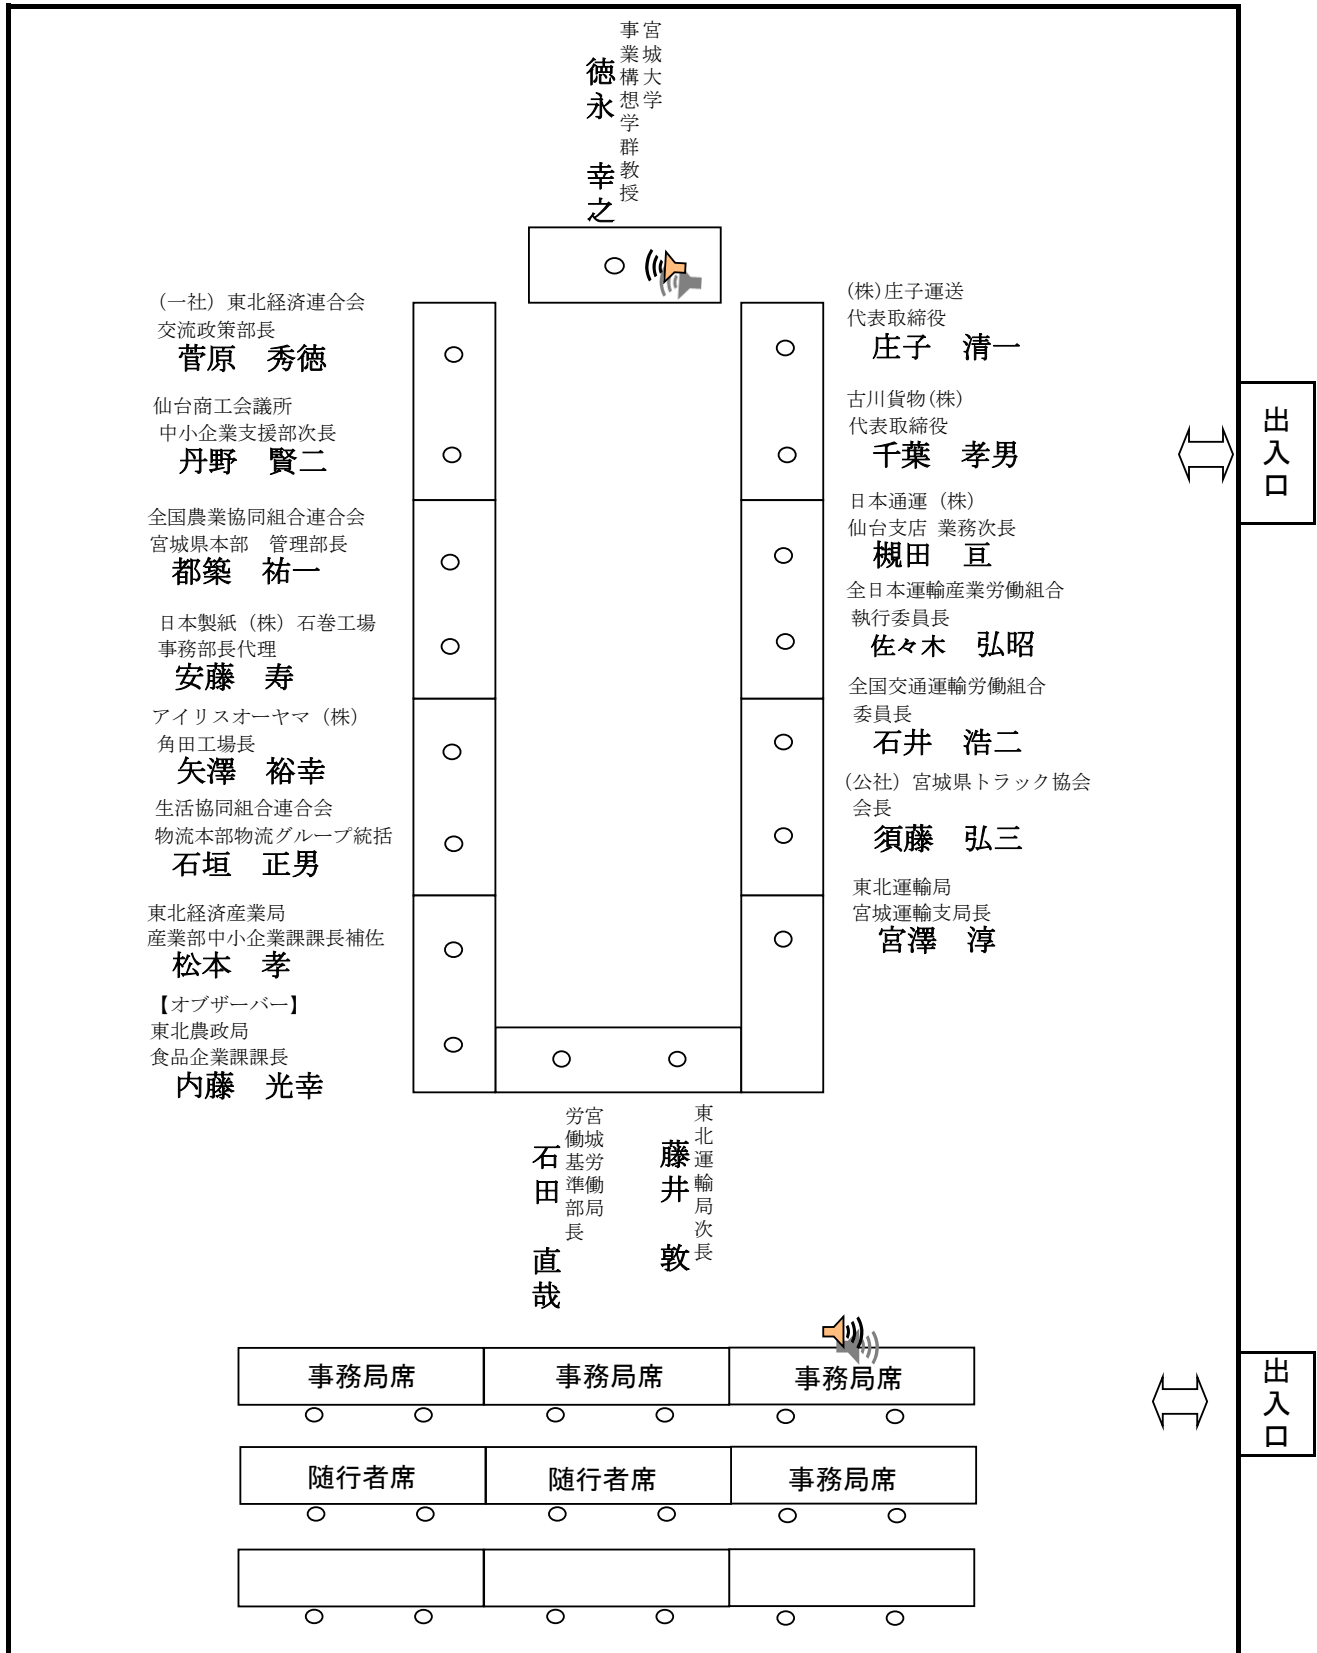 宮城大学
事業構想学群教授
徳永　幸之
(一社) 東北経済連合会
交流政策部長
菅原　秀徳
仙台商工会議所
中小企業支援部次長
丹野　賢二
全国農業協同組合連合会
宮城県本部　管理部長
都築　祐一
日本製紙（株）石巻工場
事務部長代理
安藤　寿
アイリスオーヤマ（株）
角田工場長
矢澤　裕幸
生活協同組合連合会
物流本部物流グループ統括
石垣　正男
東北経済産業局
産業部中小企業課課長補佐
松本　孝
【オブザーバー】
東北農政局
食品企業課課長
内藤　光幸
(株)庄子運送
代表取締役
庄子　清一
古川貨物(株)
代表取締役
千葉　孝男
日本通運（株）
仙台支店 業務次長
槻田　亘
全日本運輸産業労働組合
執行委員長
佐々木　弘昭
全国交通運輸労働組合
委員長
石井　浩二
(公社) 宮城県トラック協会
会長
須藤　弘三
東北運輸局
宮城運輸支局長
宮澤　淳
東北運輸局次長
藤井　敦
宮城労働局
労働基準部長
石田　直哉
出入口
出入口
事務局席
事務局席
事務局席
随行者席
随行者席
事務局席